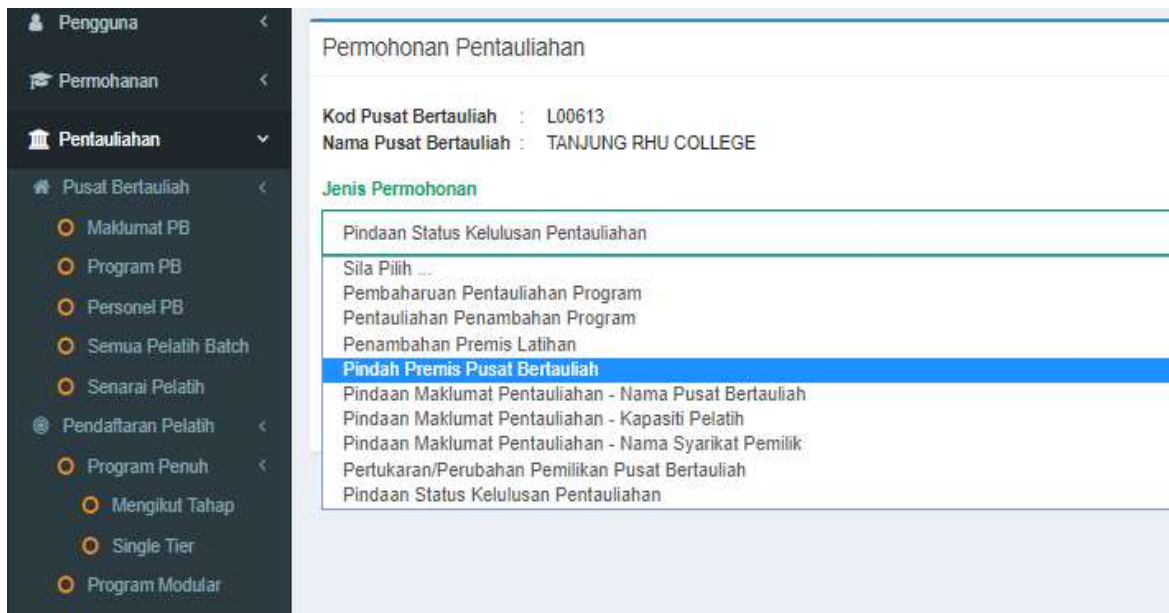 Pengguna
Permohanan
Pentauliahan
Pusat Bertauliah
Maklumat PB
Program PB
Personel PB
Semua Pelatih Batch
Senarai Pelatih
Pendaftaran Pelatih
Program Penuh
Mengikut Tahap
Single Tier
Program Modular
Permohonan Pentauliahan
Kod Pusat Bertauliah : L00613
Nama Pusat Bertauliah : TANJUNG RHU COLLEGE
Jenis Permohonan
Pindaan Status Kelulusan Pentauliahan
Sila Pilih ...
Pembaharuan Pentauliahan Program
Pentauliahan Penambahan Program
Penambahan Premis Latihan
Pindah Premis Pusat Bertauliah
Pindaan Maklumat Pentauliahan - Nama Pusat Bertauliah
Pindaan Maklumat Pentauliahan - Kapasiti Pelatih
Pindaan Maklumat Pentauliahan - Nama Syarikat Pemilik
Pertukaran/Perubahan Pemilikan Pusat Bertauliah
Pindaan Status Kelulusan Pentauliahan